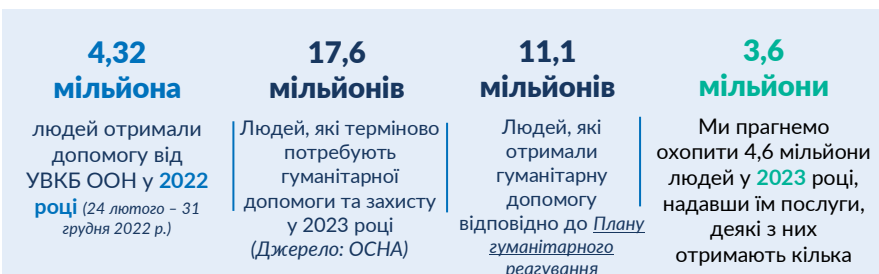 4,32
мільйона
людей отримали
допомогу від
УВКБ ООН у 2022
році (24 лютого – 31
грудня 2022 р.)
17,6
мільйонів
Людей, які терміново
потребують
гуманітарної
допомоги та захисту
у 2023 році
(Джерело: OCHA)
11,1
мільйонів
Людей, які
отримали
гуманітарну
допомогу
відповідно до Плану
гуманітарного
реагування
3,6
мільйони
Ми прагнемо
охопити 4,6 мільйони
людей у 2023 році,
надавши їм послуги,
деякі з них
отримають кілька